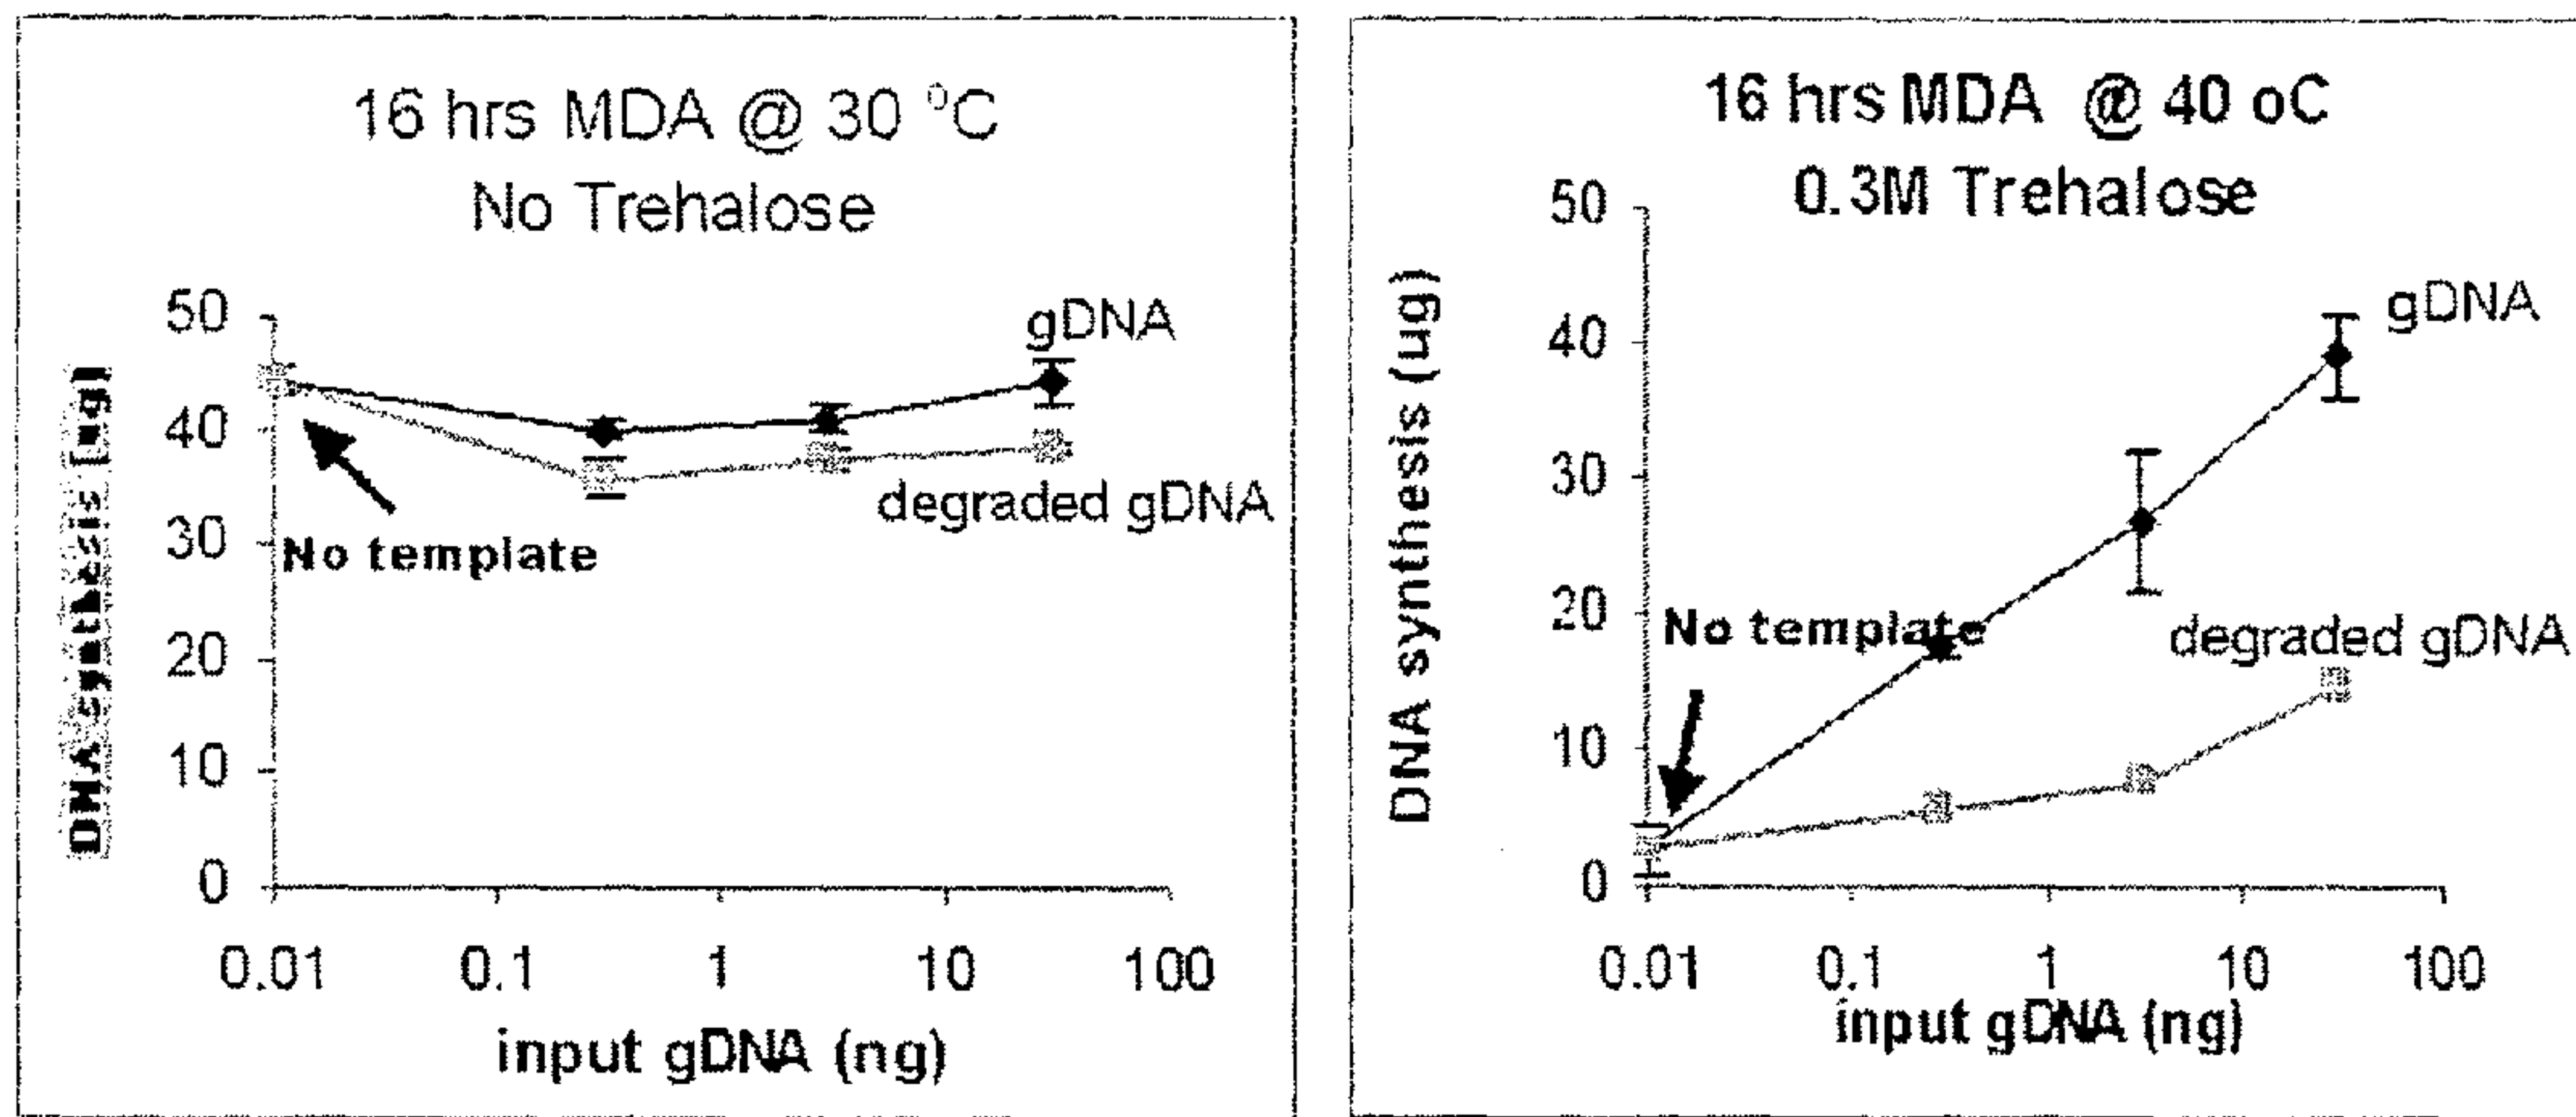 16 hrs MDA @ 30 °C
No Trehalose
50
40
30
20
10
0
DNA synthesis [ug]
gDNA
degraded gDNA
No template
0.01 0.1 1 10 100
input gDNA (ng)
16 hrs MDA @ 40 oC
0.3M Trehalose
50
40
30
20
10
0
DNA synthesis (ug)
gDNA
No template
degraded gDNA
0.01 0.1 1 10 100
input gDNA (ng)